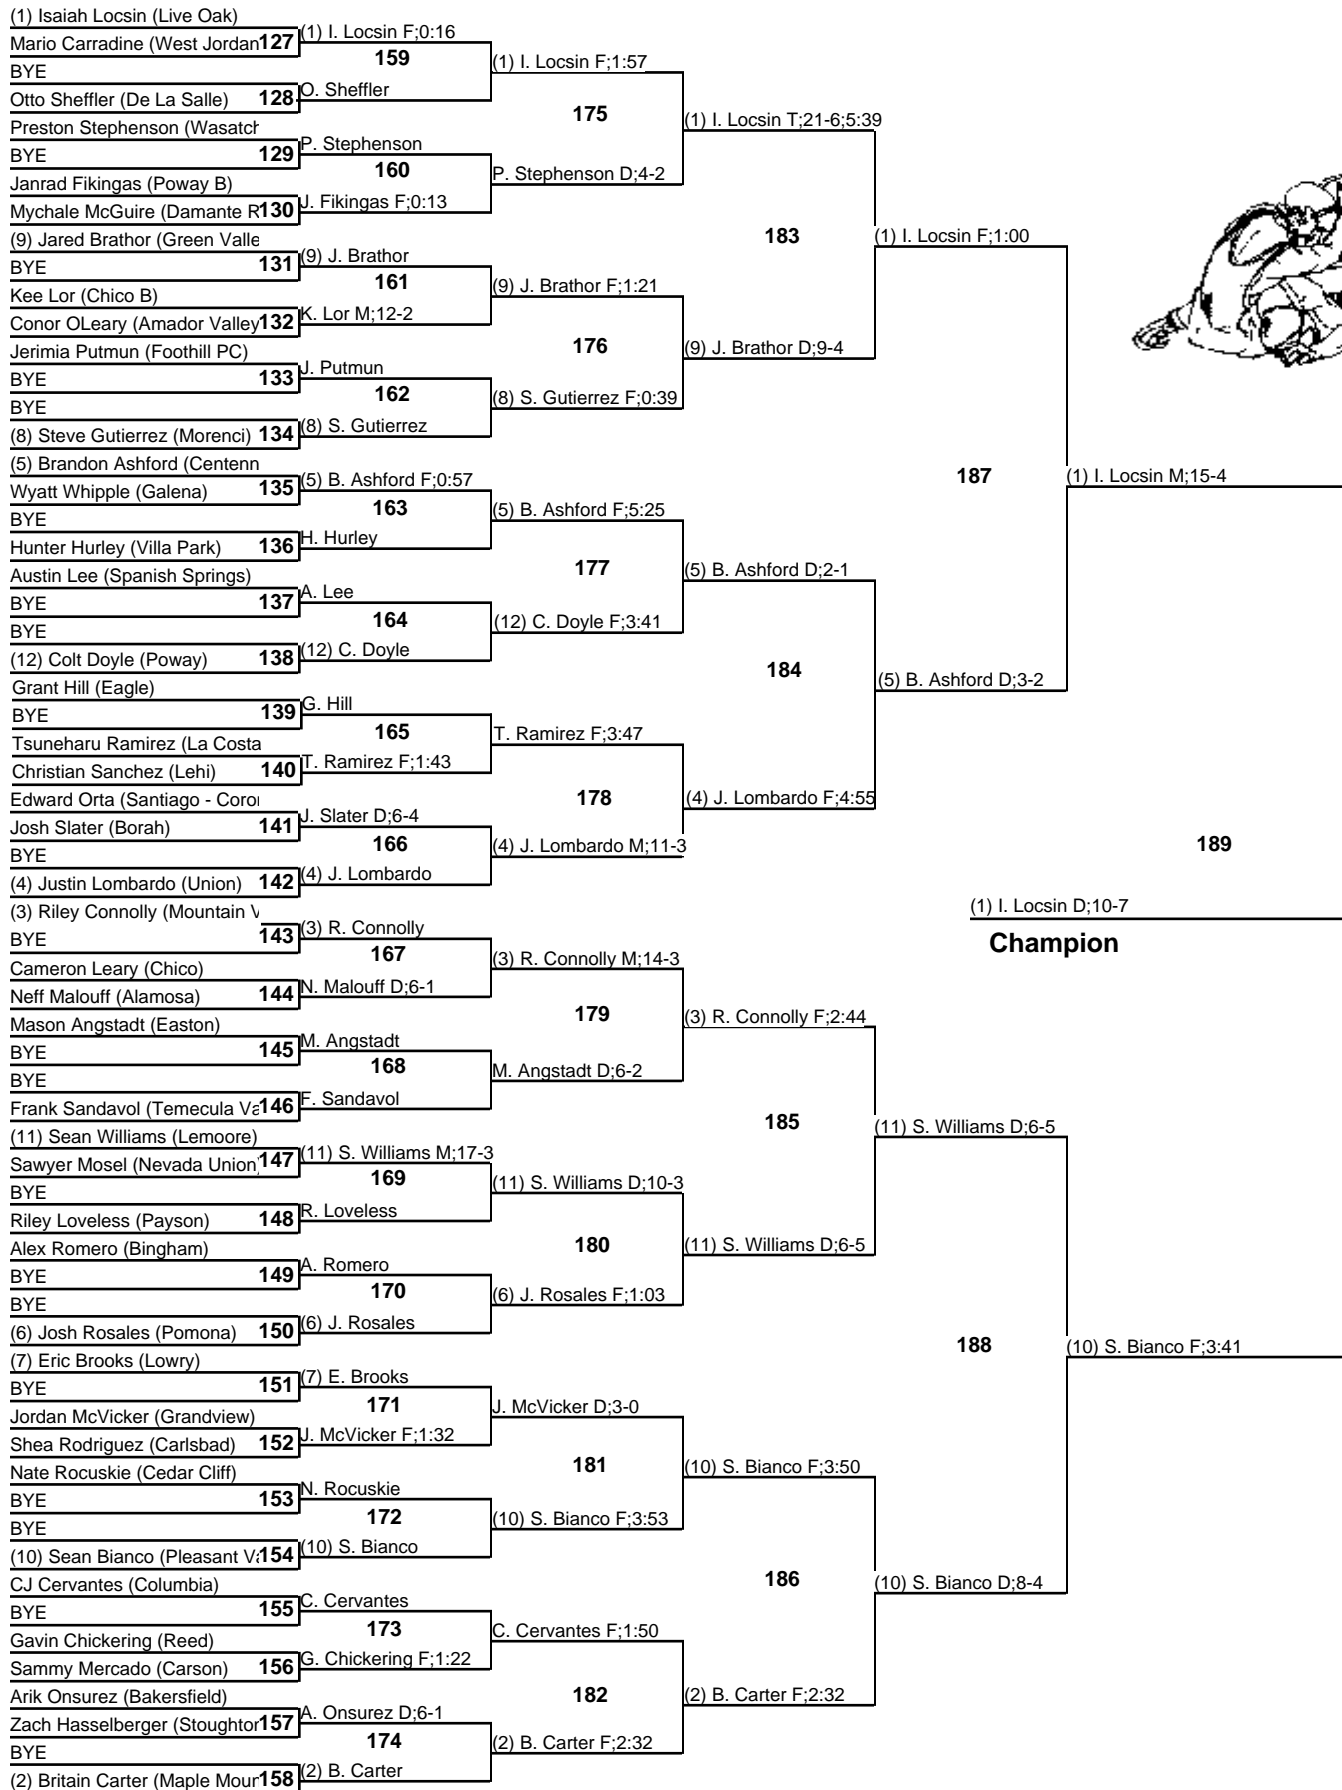 (1) Isaiah Locsin (Live Oak)
Mario Carradine (West Jordan 127
BYE
Otto Sheffler (De La Salle) 128
Preston Stephenson (Wasatch
BYE 129
Janrad Fikingas (Poway B)
Mychale McGuire (Damante R 130
(9) Jared Brathor (Green Valle
BYE 131
Kee Lor (Chico B)
Conor OLeary (Amador Valley 132
Jerimia Putmun (Foothill PC)
BYE 133
BYE
(8) Steve Gutierrez (Morenci) 134
(5) Brandon Ashford (Centenn
Wyatt Whipple (Galena) 135
BYE
Hunter Hurley (Villa Park) 136
Austin Lee (Spanish Springs)
BYE 137
BYE
(12) Colt Doyle (Poway) 138
Grant Hill (Eagle)
BYE 139
Tsuneharu Ramirez (La Costa
Christian Sanchez (Lehi) 140
Edward Orta (Santiago - Coro
Josh Slater (Borah) 141
BYE
(4) Justin Lombardo (Union) 142
(3) Riley Connolly (Mountain V
BYE 143
Cameron Leary (Chico)
Neff Malouff (Alamosa) 144
Mason Angstadt (Easton)
BYE 145
BYE
Frank Sandavol (Temecula Va 146
(11) Sean Williams (Lemoore)
Sawyer Mosel (Nevada Union) 147
BYE
Riley Loveless (Payson) 148
Alex Romero (Bingham)
BYE 149
BYE
(6) Josh Rosales (Pomona) 150
(7) Eric Brooks (Lowry)
BYE 151
Jordan McVicker (Grandview)
Shea Rodriguez (Carlsbad) 152
Nate Rocuskie (Cedar Cliff)
BYE 153
BYE
(10) Sean Bianco (Pleasant Va 154
CJ Cervantes (Columbia)
BYE 155
Gavin Chickering (Reed)
Sammy Mercado (Carson) 156
Arik Onsurez (Bakersfield)
Zach Hasselberger (Stoughton 157
BYE
(2) Britain Carter (Maple Moun 158
(1) I. Locsin F;0:16
159
O. Sheffler
P. Stephenson
160
J. Fikingas F;0:13
(9) J. Brathor
161
K. Lor M;12-2
J. Putmun
162
(8) S. Gutierrez
(5) B. Ashford F;0:57
163
H. Hurley
A. Lee
164
(12) C. Doyle
G. Hill
165
T. Ramirez F;1:43
J. Slater D;6-4
166
(4) J. Lombardo
(3) R. Connolly
167
N. Malouff D;6-1
M. Angstadt
168
F. Sandavol
(11) S. Williams M;17-3
169
R. Loveless
A. Romero
170
(6) J. Rosales
(7) E. Brooks
171
J. McVicker F;1:32
N. Rocuskie
172
(10) S. Bianco
C. Cervantes
173
G. Chickering F;1:22
A. Onsurez D;6-1
174
(2) B. Carter
(1) I. Locsin F;1:57
175
P. Stephenson D;4-2
(9) J. Brathor F;1:21
176
(8) S. Gutierrez F;0:39
(5) B. Ashford F;5:25
177
(12) C. Doyle F;3:41
T. Ramirez F;3:47
178
(4) J. Lombardo M;11-3
(3) R. Connolly M;14-3
179
M. Angstadt D;6-2
(11) S. Williams D;10-3
180
(6) J. Rosales F;1:03
J. McVicker D;3-0
181
(10) S. Bianco F;3:53
C. Cervantes F;1:50
182
(2) B. Carter F;2:32
(1) I. Locsin T;21-6;5:39
183
(9) J. Brathor D;9-4
(5) B. Ashford D;2-1
184
(4) J. Lombardo F;4:55
(3) R. Connolly F;2:44
185
(11) S. Williams D;6-5
(10) S. Bianco F;3:50
186
(2) B. Carter F;2:32
(1) I. Locsin F;1:00
187
(5) B. Ashford D;3-2
(11) S. Williams D;6-5
188
(10) S. Bianco D;8-4
(1) I. Locsin M;15-4
189
(10) S. Bianco F;3:41
(1) I. Locsin D;10-7
Champion